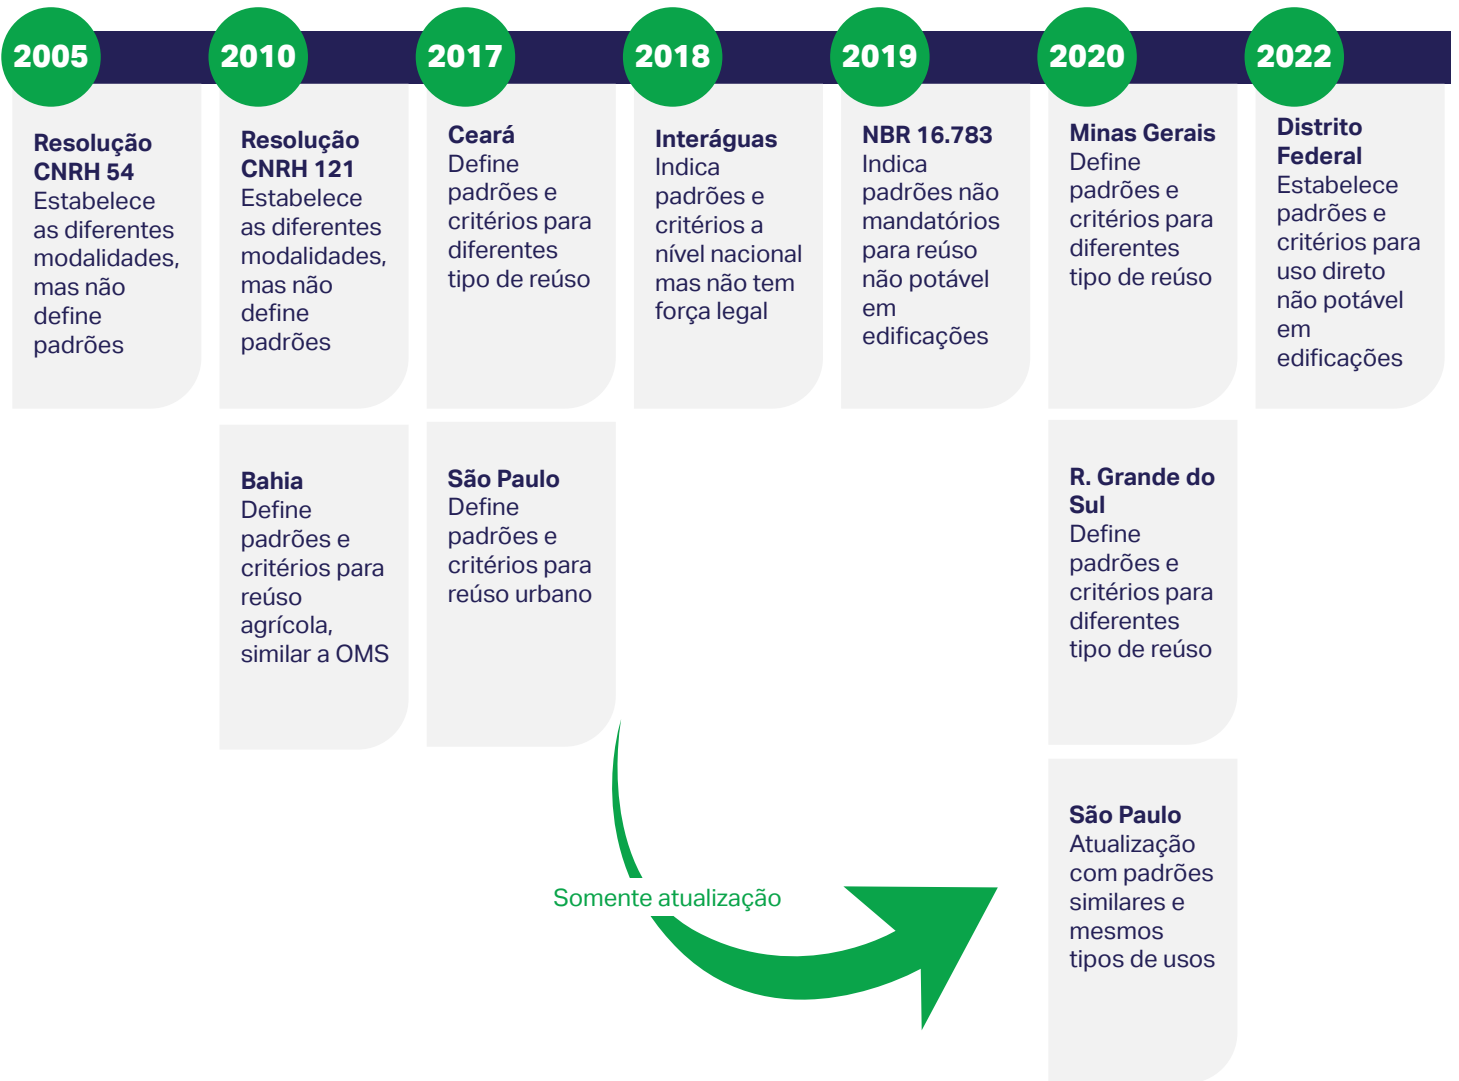 2005
2010
2017
2018
2019
2020
2022
Resolução
CNRH 54
Estabelece
as diferentes
modalidades,
mas não
define
padrões
Resolução
CNRH 121
Estabelece
as diferentes
modalidades,
mas não
define
padrões
Ceará
Define
padrões e
critérios para
diferentes
tipo de reúso
Interáguas
Indica
padrões e
critérios a
nível nacional
mas não tem
força legal
NBR 16.783
Indica
padrões não
mandatórios
para reúso
não potável
em
edificações
Minas Gerais
Define
padrões e
critérios para
diferentes
tipo de reúso
Distrito
Federal
Estabelece
padrões e
critérios para
uso direto
não potável
em
edificações
Bahia
Define
padrões e
critérios para
reúso
agrícola,
similar a OMS
São Paulo
Define
padrões e
critérios para
reúso urbano
R. Grande do
Sul
Define
padrões e
critérios para
diferentes
tipo de reúso
Somente atualização
São Paulo
Atualização
com padrões
similares e
mesmos
tipos de usos